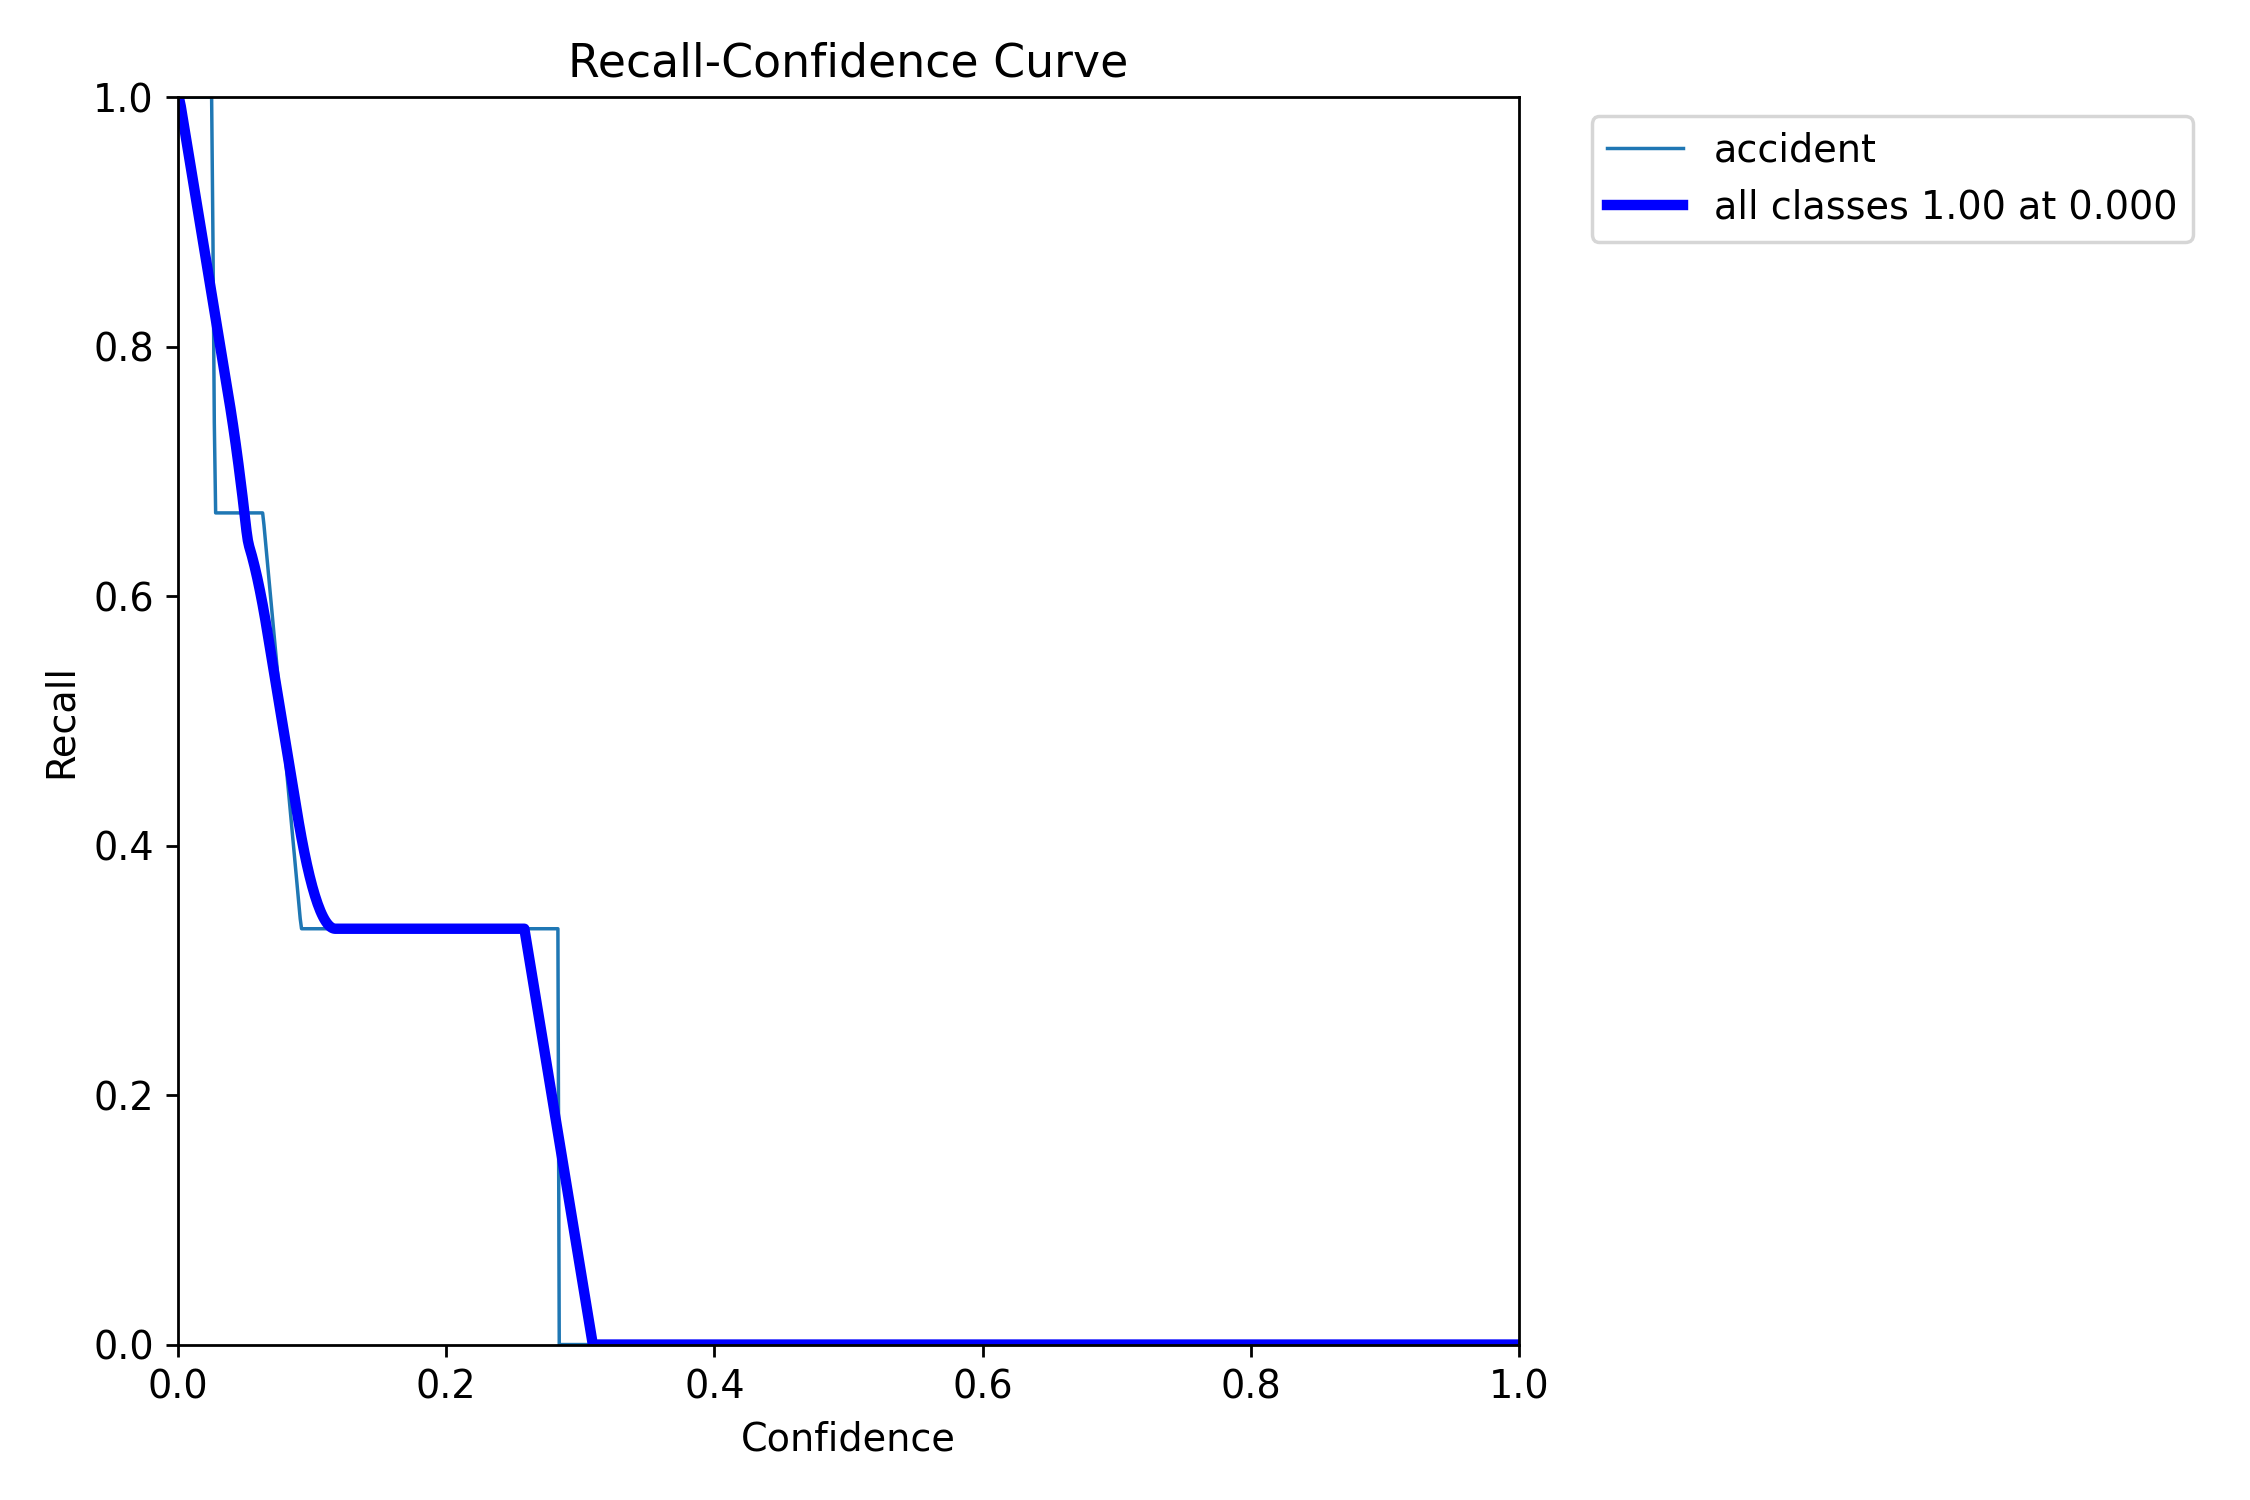 Recall-Confidence Curve
accident
all classes 1.00 at 0.000
Recall
1.0
0.8
0.6
0.4
0.2
0.0
0.0 0.2 0.4 0.6 0.8 1.0
Confidence